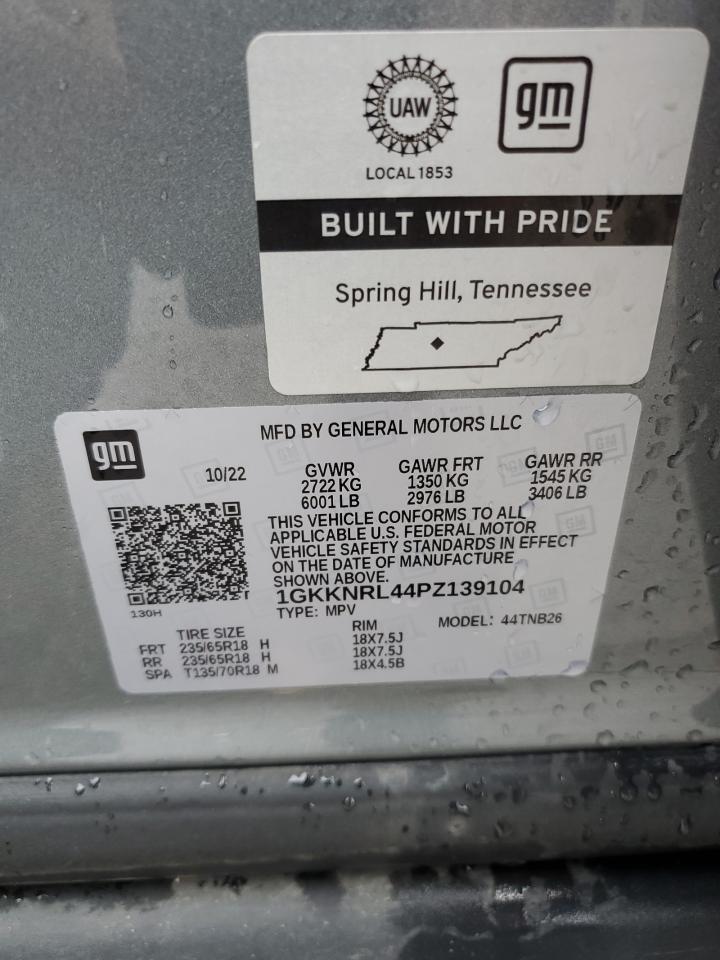 UAW
gm
LOCAL 1853
BUILT WITH PRIDE
Spring Hill, Tennessee
gm
MFD BY GENERAL MOTORS LLC
10/22
GVWR GAWR FRT GAWR RR
2722 KG 1350 KG 1545 KG
6001 LB 2976 LB 3406 LB
THIS VEHICLE CONFORMS TO ALL
APPLICABLE U.S. FEDERAL MOTOR
VEHICLE SAFETY STANDARDS IN EFFECT
ON THE DATE OF MANUFACTURE
SHOWN ABOVE.
1GKKNRL44PZ139104
130H
TYPE: MPV
MODEL: 44TNB26
TIRE SIZE RIM
FRT 235/65R18 H 18X7.5J
RR 235/65R18 H 18X7.5J
SPA T135/70R18 M 18X4.5B